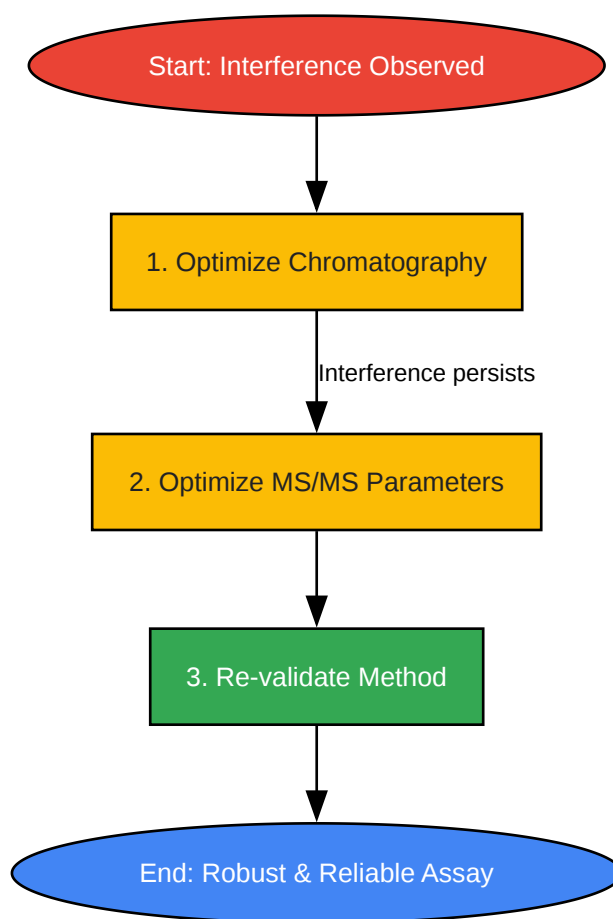 Start: Interference Observed
1. Optimize Chromatography
Interference persists
2. Optimize MS/MS Parameters
3. Re-validate Method
End: Robust & Reliable Assay